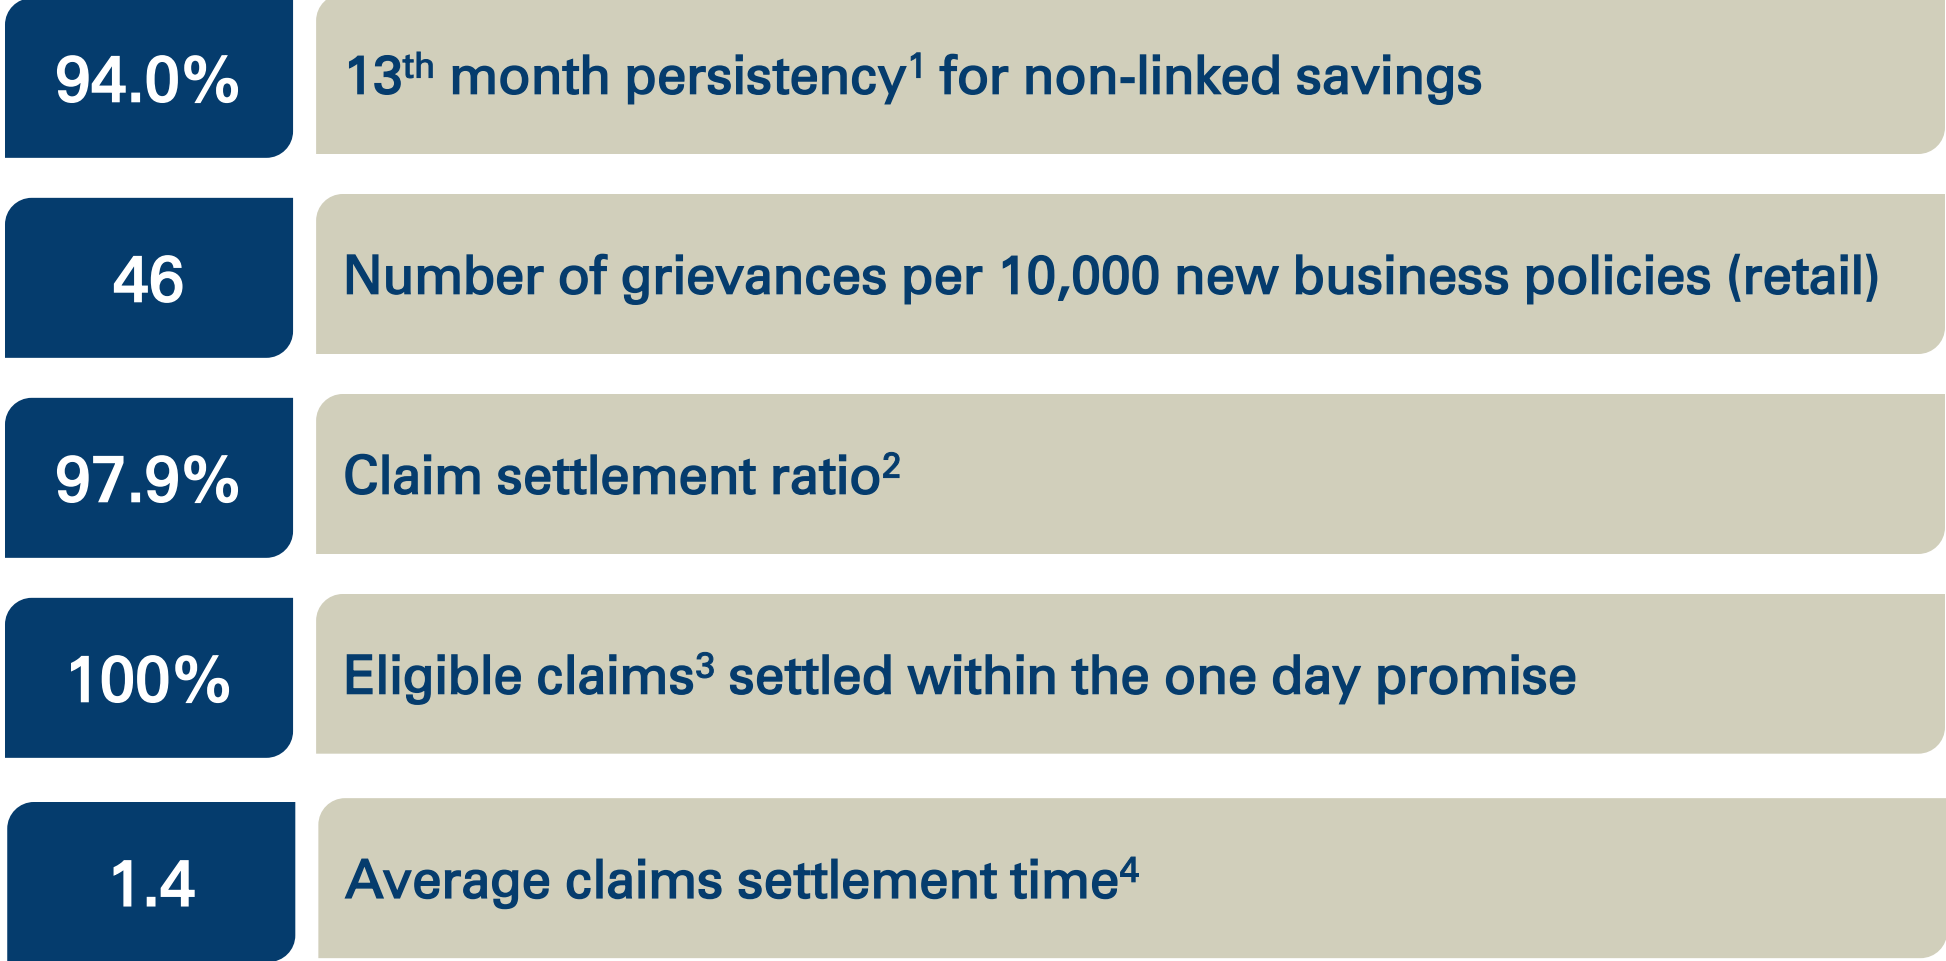 94.0%
13th month persistency1 for non-linked savings
46
Number of grievances per 10,000 new business policies (retail)
97.9%
Claim settlement ratio2
100%
Eligible claims3 settled within the one day promise
1.4
Average claims settlement time4